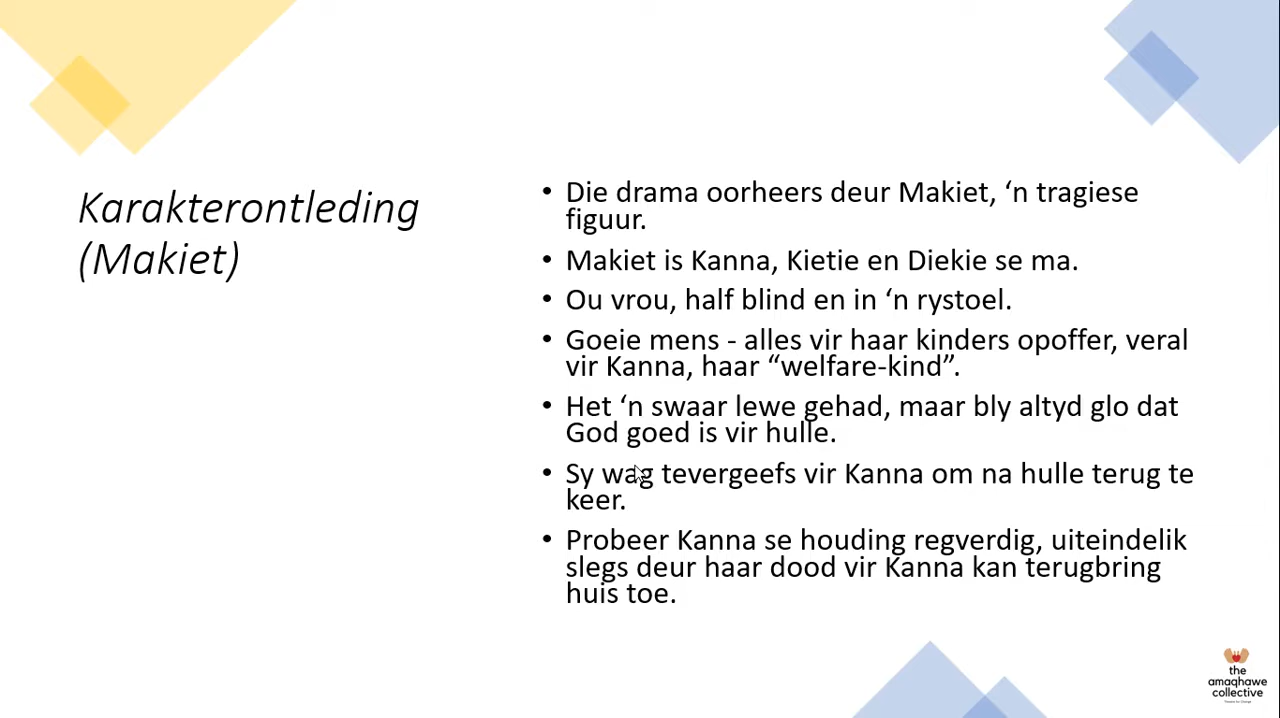 Karakterontleding
(Makiet)
• Die drama oorheers deur Makiet, ‘n tragiese
figuur.
• Makiet is Kanna, Kietie en Diekie se ma.
• Ou vrou, half blind en in ‘n rystoel.
• Goeie mens - alles vir haar kinders opoffer, veral
vir Kanna, haar “welfare-kind”.
• Het ‘n swaar lewe gehad, maar bly altyd glo dat
God goed is vir hulle.
• Sy wag tevergeefs vir Kanna om na hulle terug te
keer.
• Probeer Kanna se houding regverdig, uiteindelik
slegs deur haar dood vir Kanna kan terugbring
huis toe.
the
amaqhawe
collective